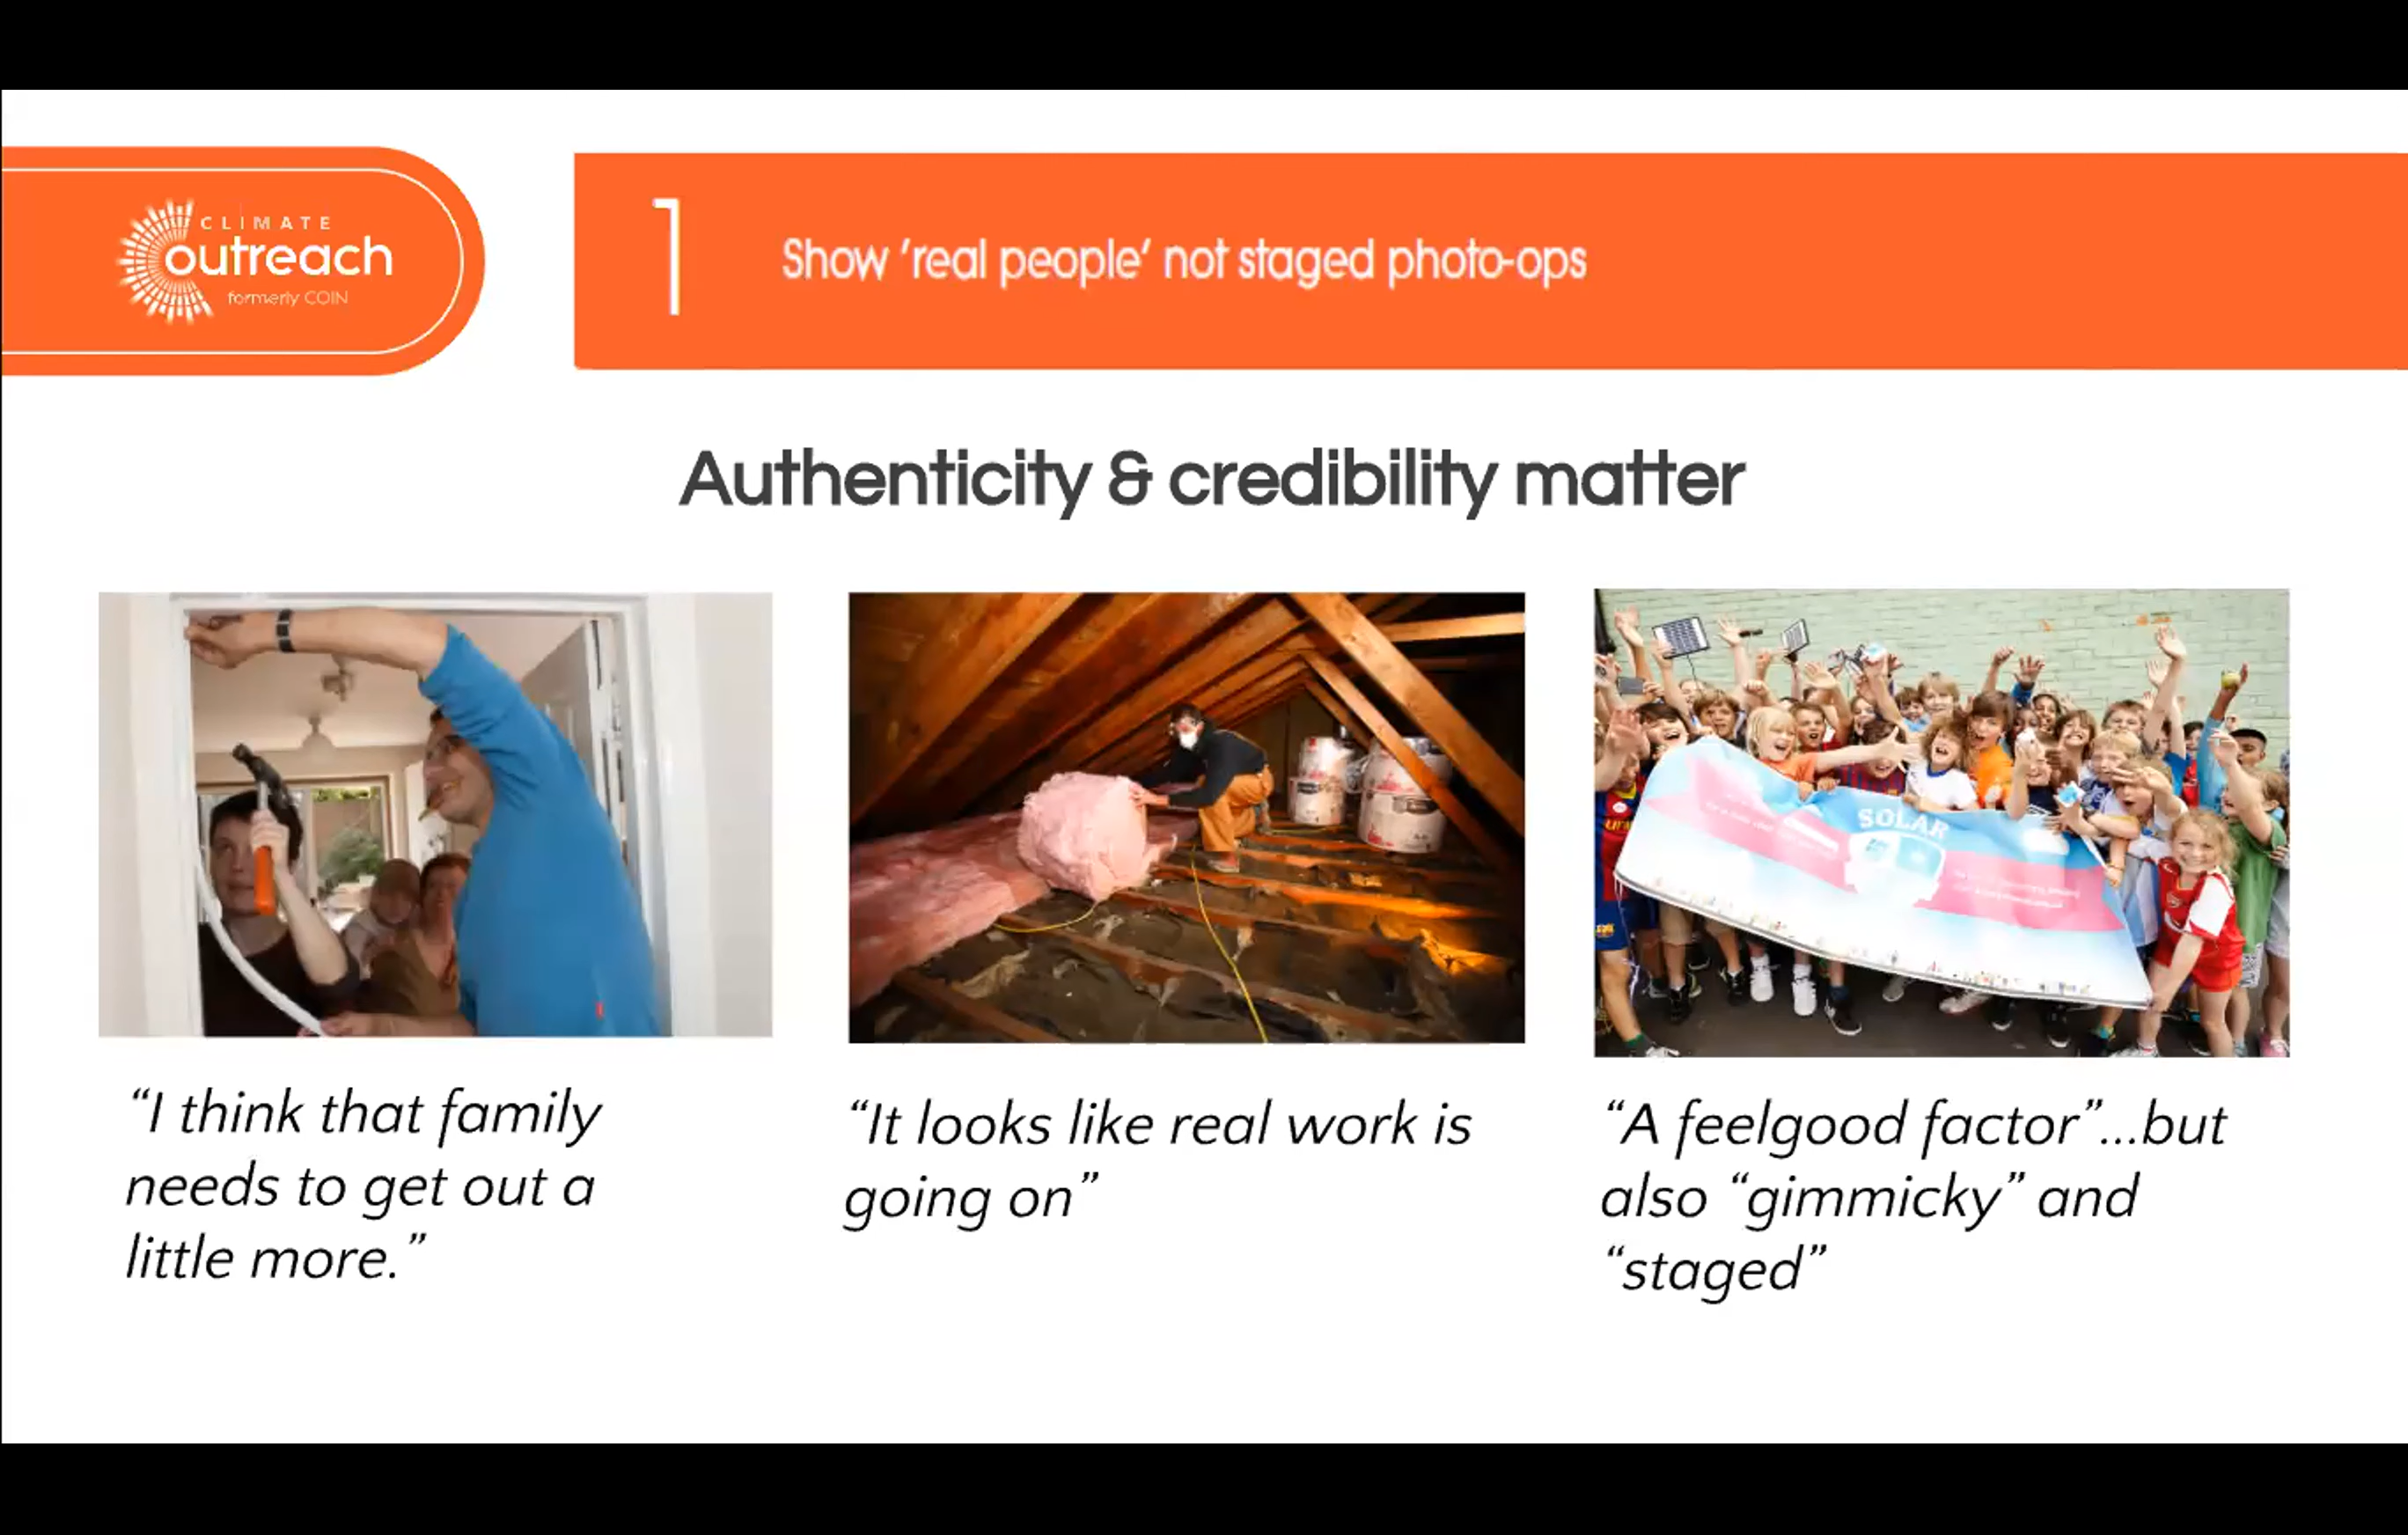 CLIMATE
outreach
formerly COIN
1
Show ‘real people‘ not staged photo-ops
Authenticity & credibility matter
SOLAR
“I think that family
needs to get out a
little more.”
“It looks like real work is
going on”
“A feelgood factor”...but
also “gimmicky” and
“staged”